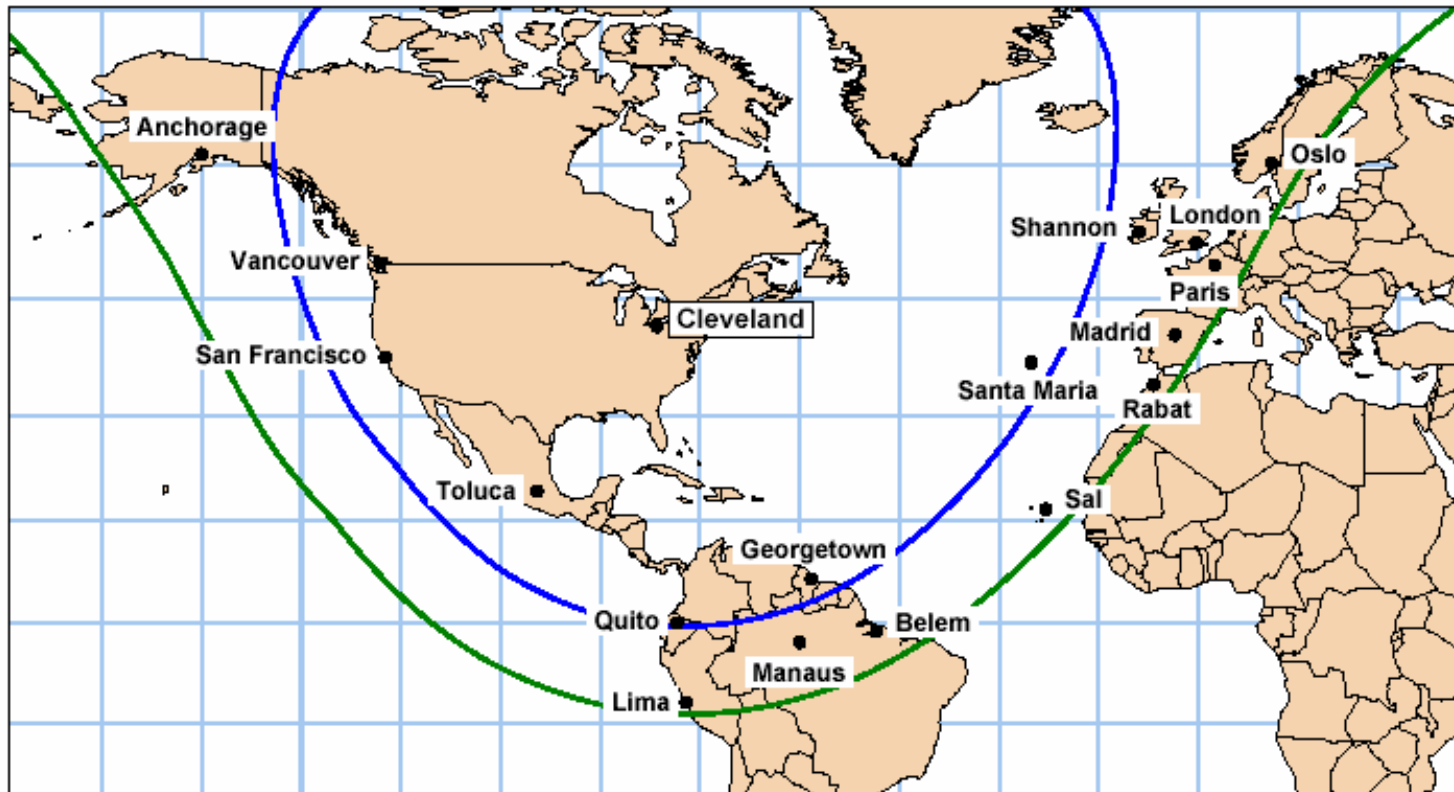 Anchorage
Oslo
London
Shannon
Vancouver
Paris
Cleveland
Madrid
San Francisco
Santa Maria
Rabat
Toluca
Sal
Georgetown
Quito
Belem
Manaus
Lima